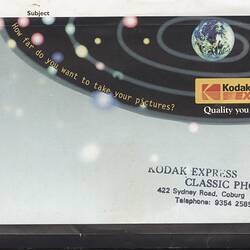 Subject
How far do you want to take your pictures?
Kodak
EX
Quality you
KODAK EXPRESS
CLASSIC PHO
422 Sydney Road, Coburg
Telephone: 9354 2585